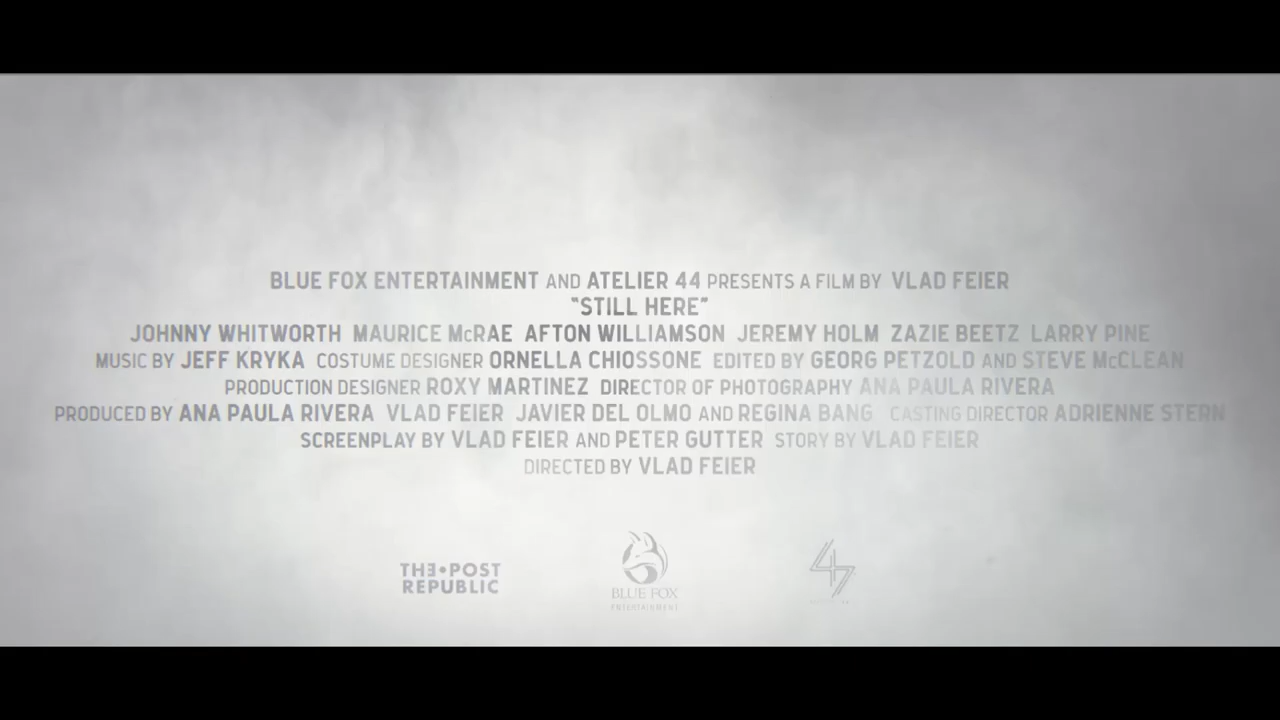 BLUE FOX ENTERTAINMENT AND ATELIER 44 PRESENTS A FILM BY VLAD FEIER
"STILL HERE"
JOHNNY WHITWORTH MAURICE McRAE AFTON WILLIAMSON JEREMY HOLM ZAZIE BEETZ LARRY PINE
MUSIC BY JEFF KRYKA COSTUME DESIGNER ORNELLA CHIOSSONE EDITED BY GEORG PETZOLD AND STEVE McCLEAN
PRODUCTION DESIGNER ROXY MARTINEZ DIRECTOR OF PHOTOGRAPHY ANA PAULA RIVERA
PRODUCED BY ANA PAULA RIVERA VLAD FEIER JAVIER DEL OLMO AND REGINA BANG CASTING DIRECTOR ADRIENNE STERN
SCREENPLAY BY VLAD FEIER AND PETER GUTTER STORY BY VLAD FEIER
DIRECTED BY VLAD FEIER
THE•POST
REPUBLIC
BLUE FOX
ENTERTAINMENT
44